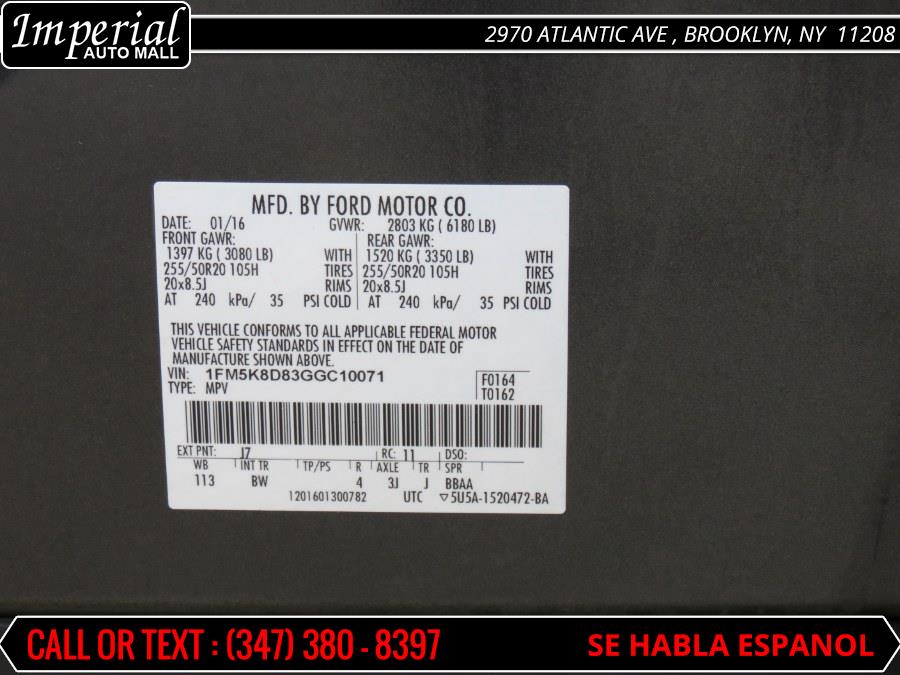 Imperial
AUTO MALL
2970 ATLANTIC AVE , BROOKLYN, NY 11208
MFD. BY FORD MOTOR CO.
DATE: 01/16 GVWR: 2803 KG ( 6180 LB)
FRONT GAWR: REAR GAWR:
1397 KG ( 3080 LB) WITH 1520 KG ( 3350 LB) WITH
255/50R20 105H TIRES 255/50R20 105H TIRES
20x8.5J RIMS 20x8.5J RIMS
AT 240 kPa/ 35 PSI COLD AT 240 kPa/ 35 PSI COLD
THIS VEHICLE CONFORMS TO ALL APPLICABLE FEDERAL MOTOR
VEHICLE SAFETY STANDARDS IN EFFECT ON THE DATE OF
MANUFACTURE SHOWN ABOVE.
VIN: 1FM5K8D83GGC10071 F0164
TYPE: MPV T0162
EXT PNT: J7 RC: 11 DSO:
WB INT TR TP/PS R AXLE TR SPR
113 BW 4 3J J BBAA
1201601300782 UTC ▽5U5A-1520472-BA
CALL OR TEXT : (347) 380 - 8397
SE HABLA ESPANOL